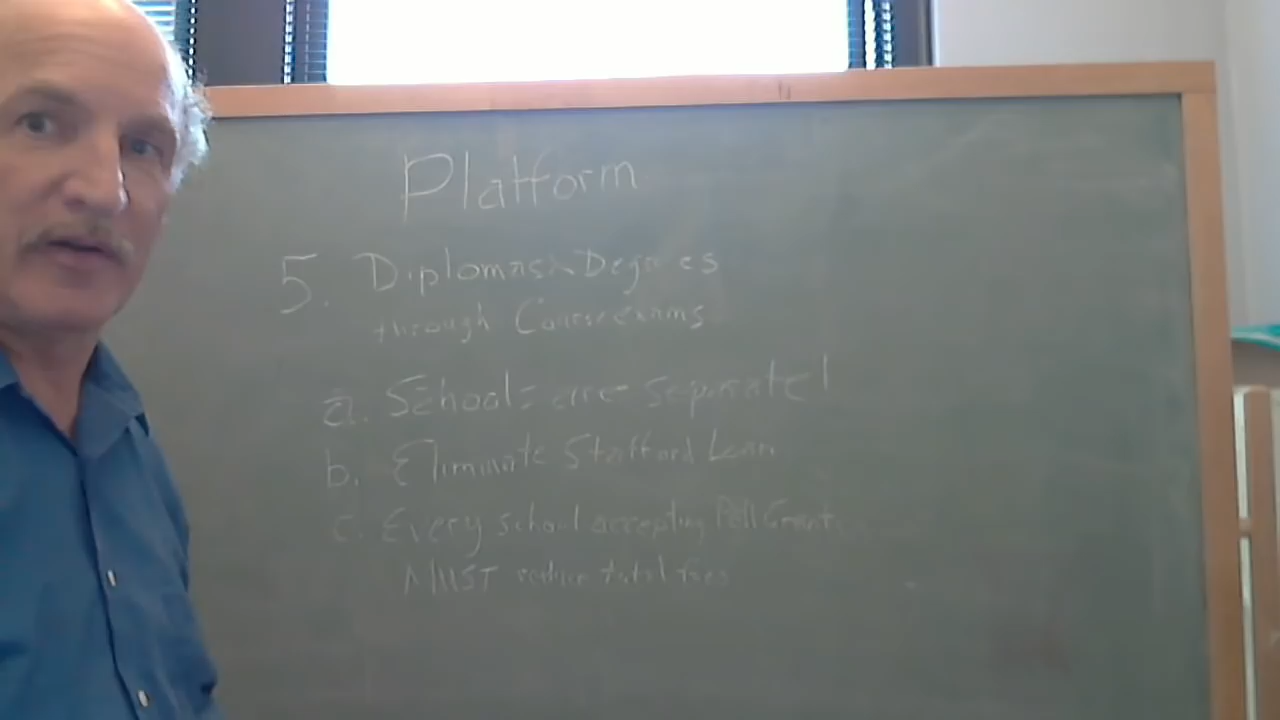 Platform
5. Diplomas & Degrees
through Course exams
a. Schools are separate!
b. Eliminate Stafford Loan
c. Every school accepting Pell Grants
MUST reduce total fees